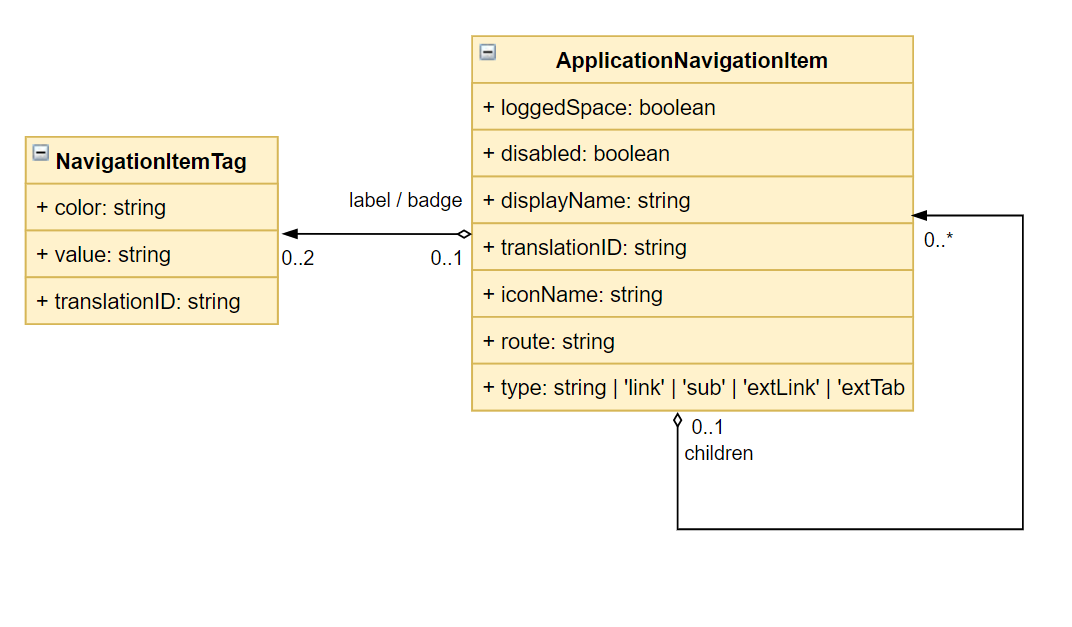 ApplicationNavigationItem
+ loggedSpace: boolean
+ disabled: boolean
+ displayName: string
+ translationID: string
+ iconName: string
+ route: string
+ type: string | 'link' | 'sub' | 'extLink' | 'extTab
NavigationItemTag
+ color: string
+ value: string
+ translationID: string
label / badge
0..2
0..1
0..*
0..1
children